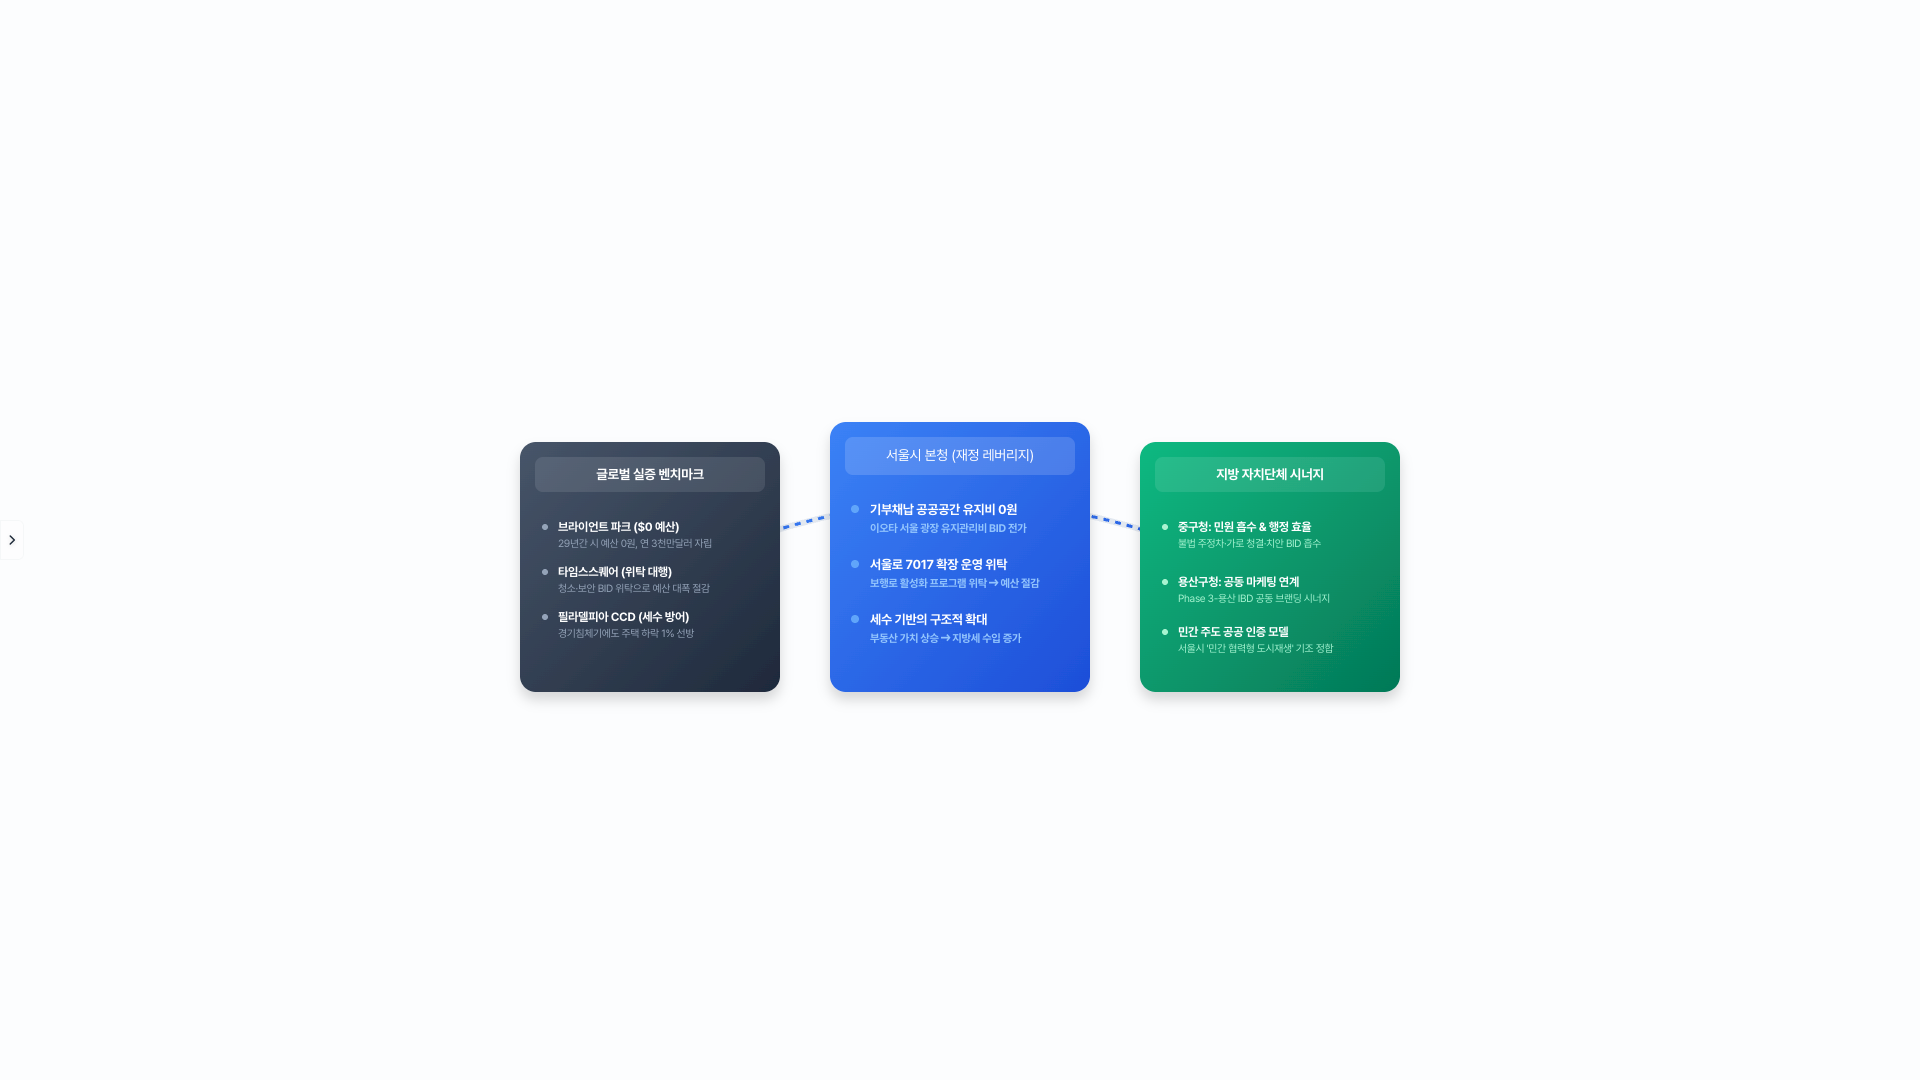 글로벌 실증 벤치마크
브라이언트 파크 ($0 예산)
29년간 시 예산 0원, 연 3천만달러 자립
타임스스퀘어 (위탁 대행)
청소·보안 BID 위탁으로 예산 대폭 절감
필라델피아 CCD (세수 방어)
경기침체기에도 주택 하락 1% 선방
서울시 본청 (재정 레버리지)
기부채납 공공공간 유지비 0원
이오타 서울 광장 유지관리비 BID 전가
서울로 7017 확장 운영 위탁
보행로 활성화 프로그램 위탁 → 예산 절감
세수 기반의 구조적 확대
부동산 가치 상승 → 지방세 수입 증가
지방 자치단체 시너지
중구청: 민원 흡수 & 행정 효율
불법 주정차·가로 청결·치안 BID 흡수
용산구청: 공동 마케팅 연계
Phase 3-용산 IBD 공동 브랜딩 시너지
민간 주도 공공 인증 모델
서울시 '민간 협력형 도시재생' 기조 정합